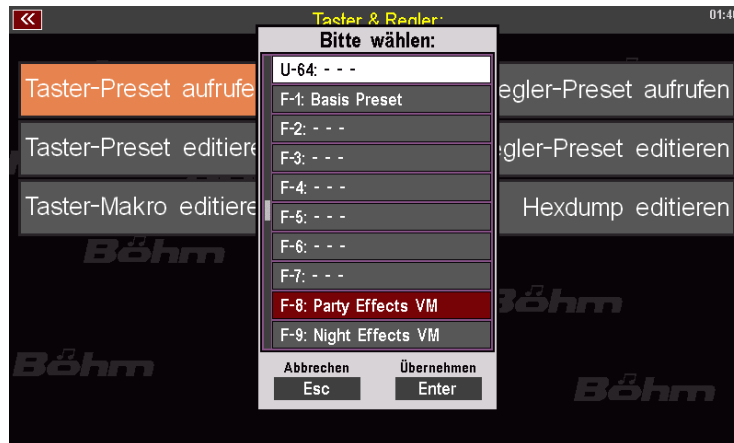 Taster & Regler:
01:40
Bitte wählen:
U-64: - - -
F-1: Basis Preset
F-2: - - -
F-3: - - -
F-4: - - -
F-5: - - -
F-6: - - -
F-7: - - -
F-8: Party Effects VM
F-9: Night Effects VM
Abbrechen Übernehmen
Esc Enter
Taster-Preset aufrufe
Taster-Preset editiere
Taster-Makro editiere
egler-Preset aufrufen
egler-Preset editieren
Hexdump editieren
Böhm
Böhm
Böhm
Böhm